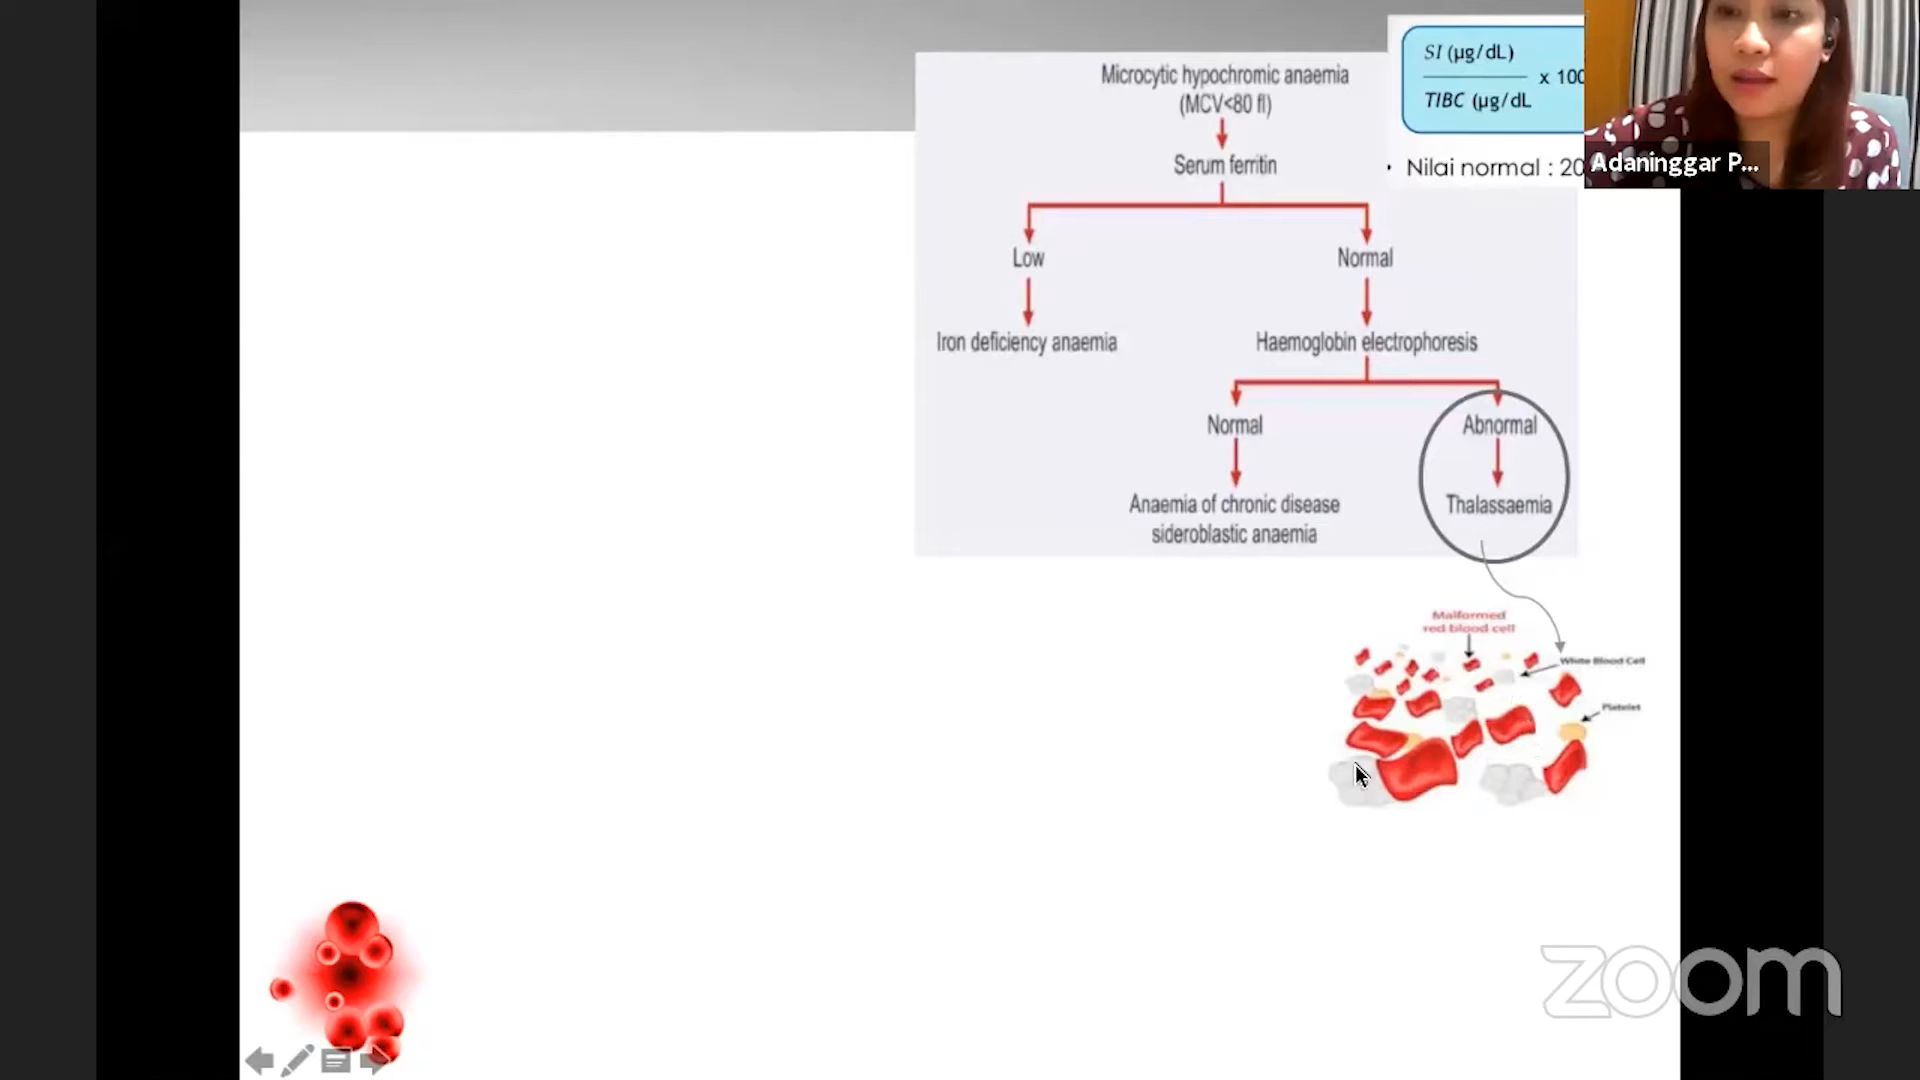 Microcytic hypochromic anaemia
(MCV<80 fl)
Serum ferritin
Low
Normal
Iron deficiency anaemia
Haemoglobin electrophoresis
Normal
Abnormal
Anaemia of chronic disease
sideroblastic anaemia
Thalassaemia
SI (µg/dL)
TIBC (µg/dL
x 100
• Nilai normal : 20
Adaninggar P...
Malformed
red blood cell
White Blood Cell
Platelet
zoom